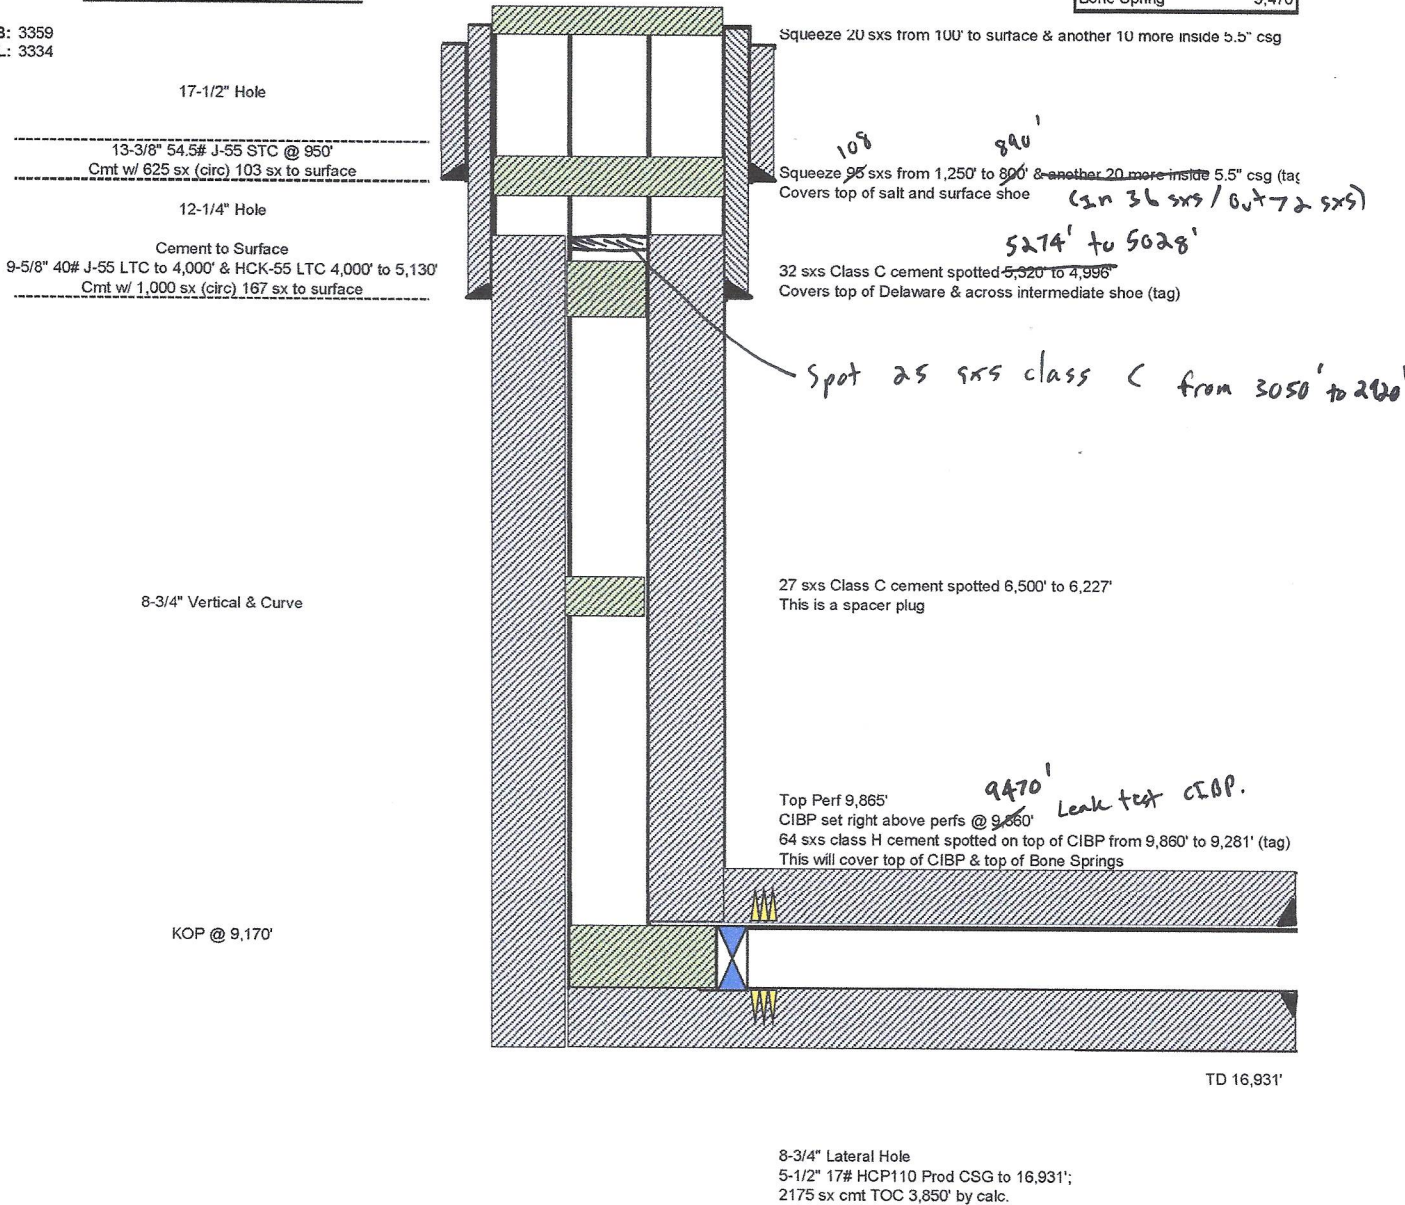 Bone Spring
B: 3359
L: 3334
Squeeze 20 sxs from 100' to surface & another 10 more inside 5.5" csg
17-1/2" Hole
13-3/8" 54.5# J-55 STC @ 950'
Cmt w/ 625 sx (circ) 103 sx to surface
108
890'
Squeeze 95 sxs from 1,250' to 800' & another 20 more inside 5.5" csg (tag
Covers top of salt and surface shoe
(In 36 sxs / Out 72 sxs)
12-1/4" Hole
Cement to Surface
9-5/8" 40# J-55 LTC to 4,000' & HCK-55 LTC 4,000' to 5,130'
Cmt w/ 1,000 sx (circ) 167 sx to surface
5274' to 5028'
32 sxs Class C cement spotted 5,320' to 4,996'
Covers top of Delaware & across intermediate shoe (tag)
Spot 25 sxs class C from 3050' to
8-3/4" Vertical & Curve
27 sxs Class C cement spotted 6,500' to 6,227'
This is a spacer plug
Top Perf 9,865'
9470'
Leak test CIBP.
CIBP set right above perfs @ 9,860'
64 sxs class H cement spotted on top of CIBP from 9,860' to 9,281' (tag)
This will cover top of CIBP & top of Bone Springs
KOP @ 9,170'
TD 16,931'
8-3/4" Lateral Hole
5-1/2" 17# HCP110 Prod CSG to 16,931';
2175 sx cmt TOC 3,850' by calc.